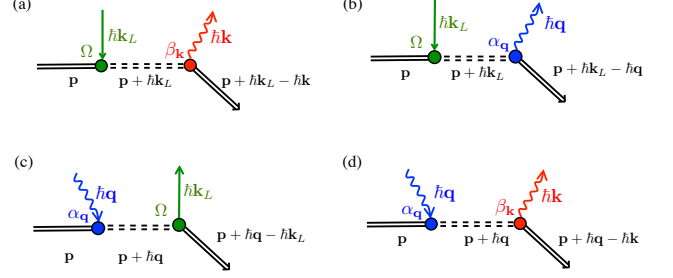 (a)
Ω
ħk_L
β_k
ħk
p
p + ħk_L
p + ħk_L − ħk
(b)
Ω
ħk_L
α_q
ħq
p
p + ħk_L
p + ħk_L − ħq
(c)
α_q
ħq
Ω
ħk_L
p
p + ħq
p + ħq − ħk_L
(d)
α_q
ħq
β_k
ħk
p
p + ħq
p + ħq − ħk